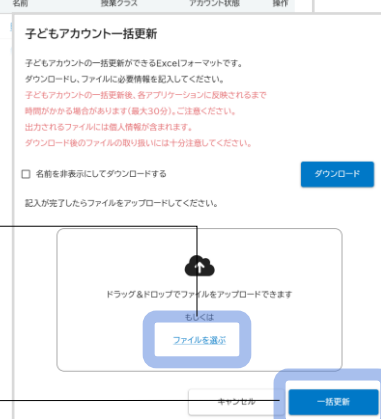 名前 授業クラス アカウント状態 操作
子どもアカウント一括更新
子どもアカウントの一括更新ができるExcelフォーマットです。
ダウンロードし、ファイルに必要情報を記入してください。
子どもアカウントの一括更新後、各アプリケーションに反映されるまで
時間がかかる場合があります(最大30分)。ご注意ください。
出力されるファイルには個人情報が含まれます。
ダウンロード後のファイルの取り扱いには十分注意してください。
名前を非表示にしてダウンロードする ダウンロード
記入が完了したらファイルをアップロードしてください。
ドラッグ&ドロップでファイルをアップロードできます
もしくは
ファイルを選ぶ
キャンセル 一括更新